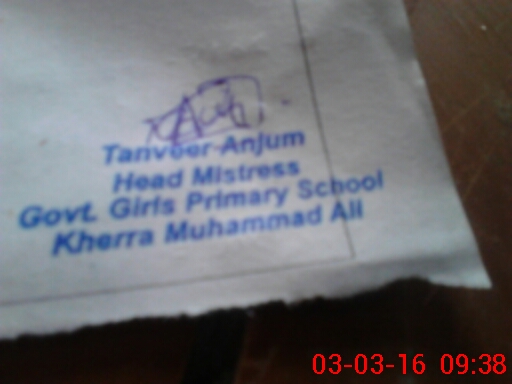 Tanveer Anjum
Head Mistress
Govt. Girls Primary School
Kherra Muhammad Ali
03-03-16 09:38